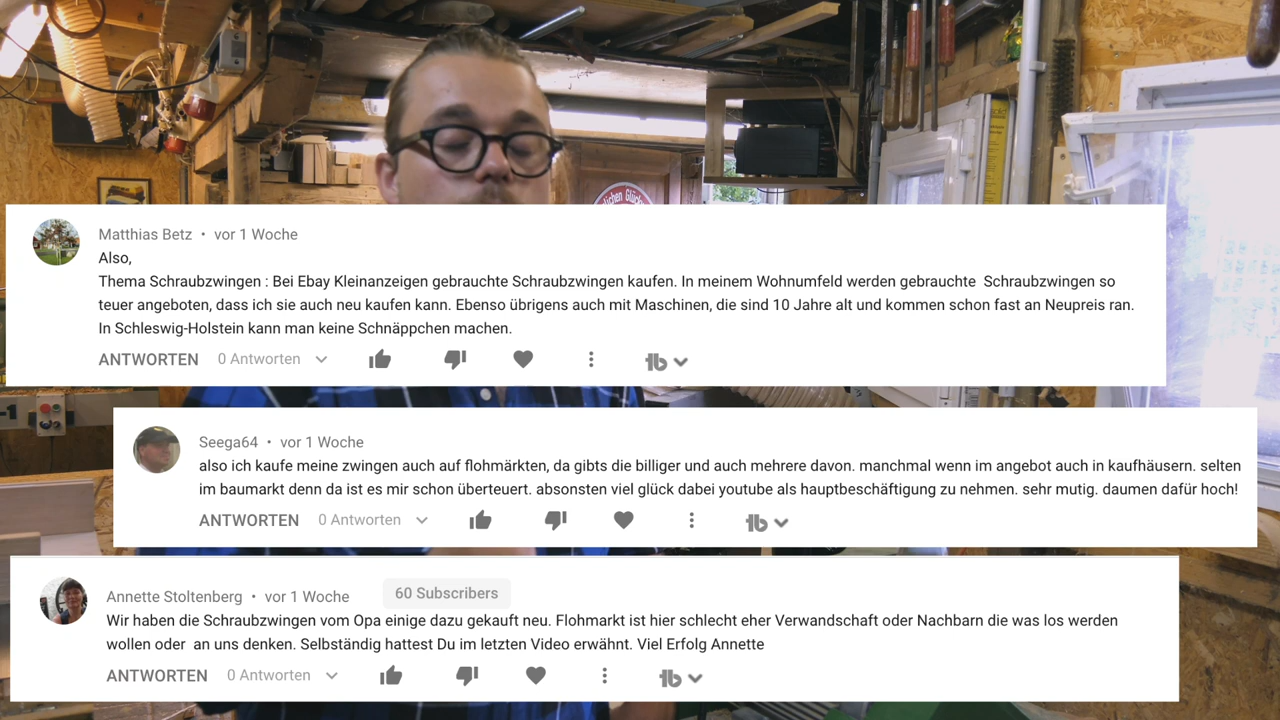 lichen Glüc
Matthias Betz • vor 1 Woche
Also,
Thema Schraubzwingen : Bei Ebay Kleinanzeigen gebrauchte Schraubzwingen kaufen. In meinem Wohnumfeld werden gebrauchte Schraubzwingen so
teuer angeboten, dass ich sie auch neu kaufen kann. Ebenso übrigens auch mit Maschinen, die sind 10 Jahre alt und kommen schon fast an Neupreis ran.
In Schleswig-Holstein kann man keine Schnäppchen machen.
ANTWORTEN 0 Antworten
-1
Seega64 • vor 1 Woche
also ich kaufe meine zwingen auch auf flohmärkten, da gibts die billiger und auch mehrere davon. manchmal wenn im angebot auch in kaufhäusern. selten
im baumarkt denn da ist es mir schon überteuert. absonsten viel glück dabei youtube als hauptbeschäftigung zu nehmen. sehr mutig. daumen dafür hoch!
ANTWORTEN 0 Antworten
Annette Stoltenberg • vor 1 Woche 60 Subscribers
Wir haben die Schraubzwingen vom Opa einige dazu gekauft neu. Flohmarkt ist hier schlecht eher Verwandschaft oder Nachbarn die was los werden
wollen oder an uns denken. Selbständig hattest Du im letzten Video erwähnt. Viel Erfolg Annette
ANTWORTEN 0 Antworten